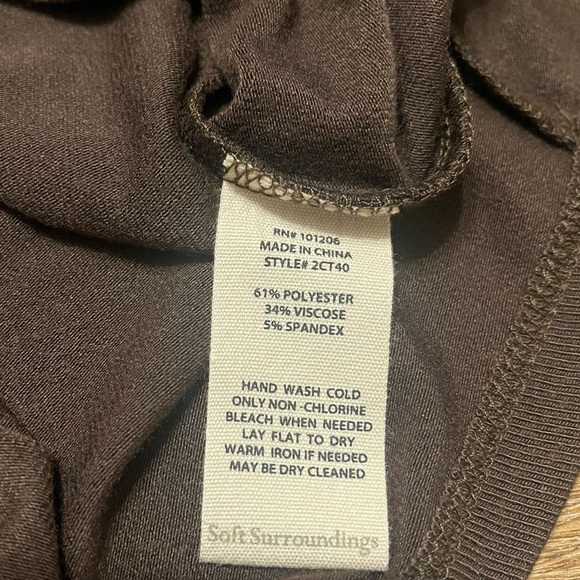 RN# 101206
MADE IN CHINA
STYLE# 2CT40
61% POLYESTER
34% VISCOSE
5% SPANDEX
HAND WASH COLD
ONLY NON -CHLORINE
BLEACH WHEN NEEDED
LAY FLAT TO DRY
WARM IRON IF NEEDED
MAY BE DRY CLEANED
Soft Surroundings